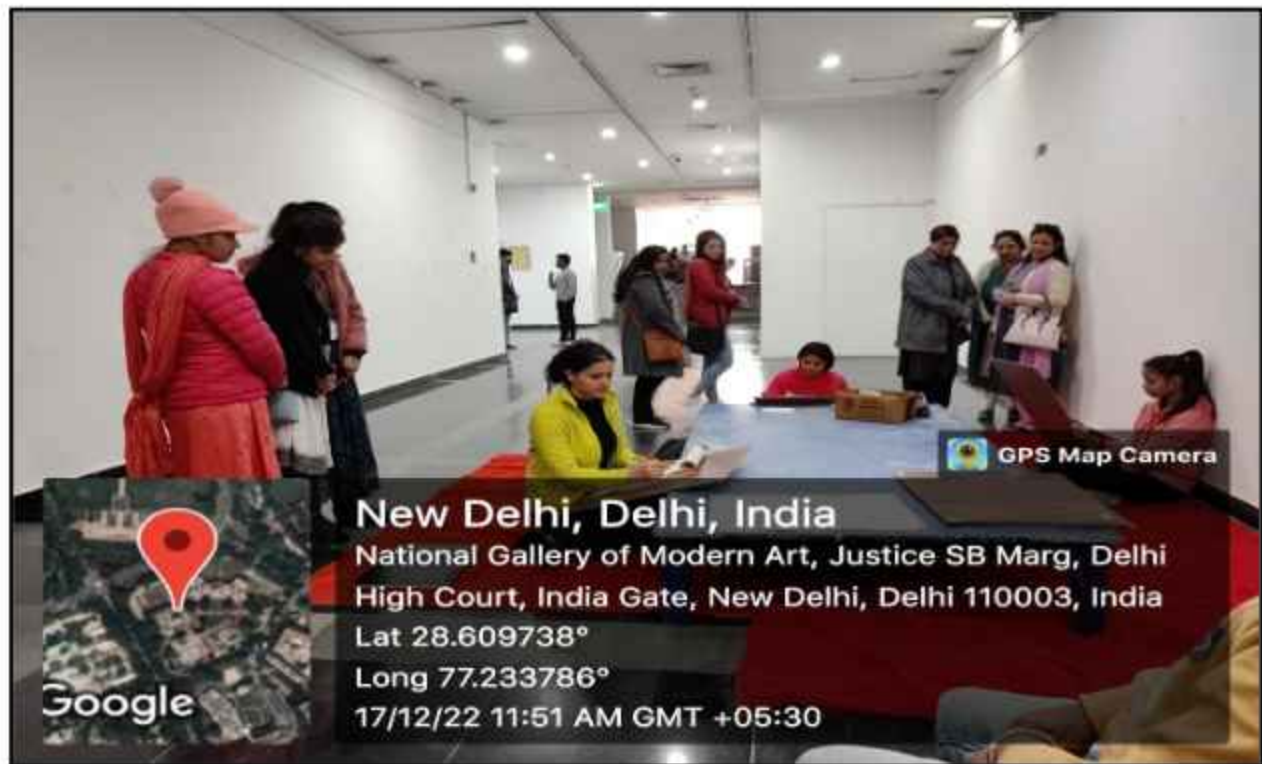 GPS Map Camera
New Delhi, Delhi, India
National Gallery of Modern Art, Justice SB Marg, Delhi
High Court, India Gate, New Delhi, Delhi 110003, India
Lat 28.609738°
Long 77.233786°
17/12/22 11:51 AM GMT +05:30
Google